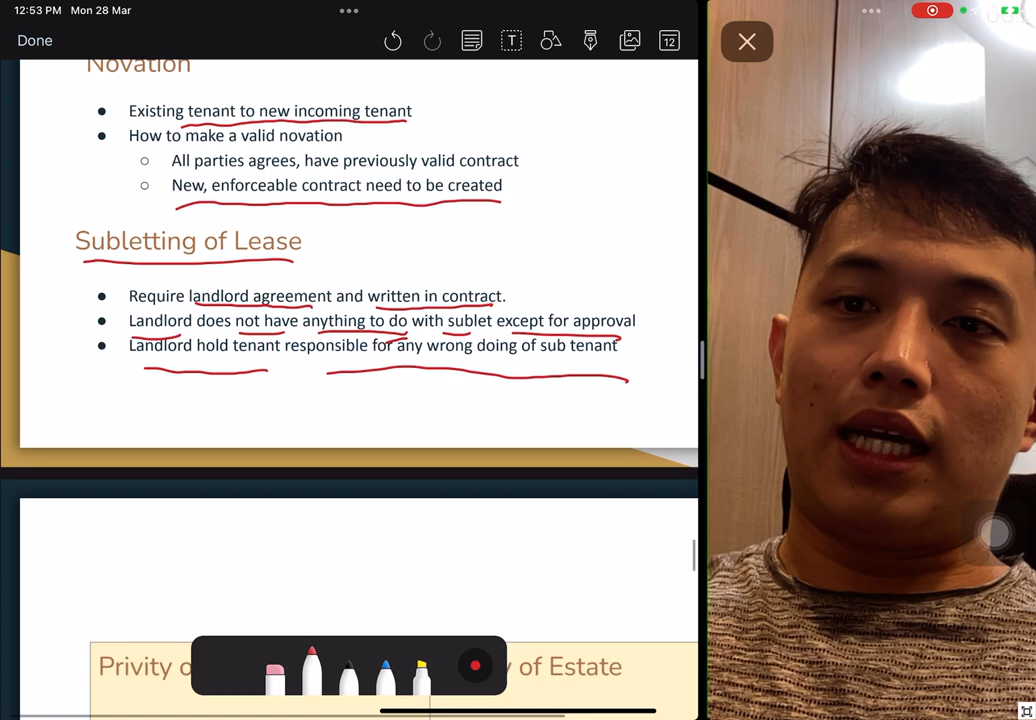 12:53 PM Mon 28 Mar
Done
12
Novation
Existing tenant to new incoming tenant
How to make a valid novation
All parties agrees, have previously valid contract
New, enforceable contract need to be created
Subletting of Lease
Require landlord agreement and written in contract.
Landlord does not have anything to do with sublet except for approval
Landlord hold tenant responsible for any wrong doing of sub tenant
Privity
of Estate